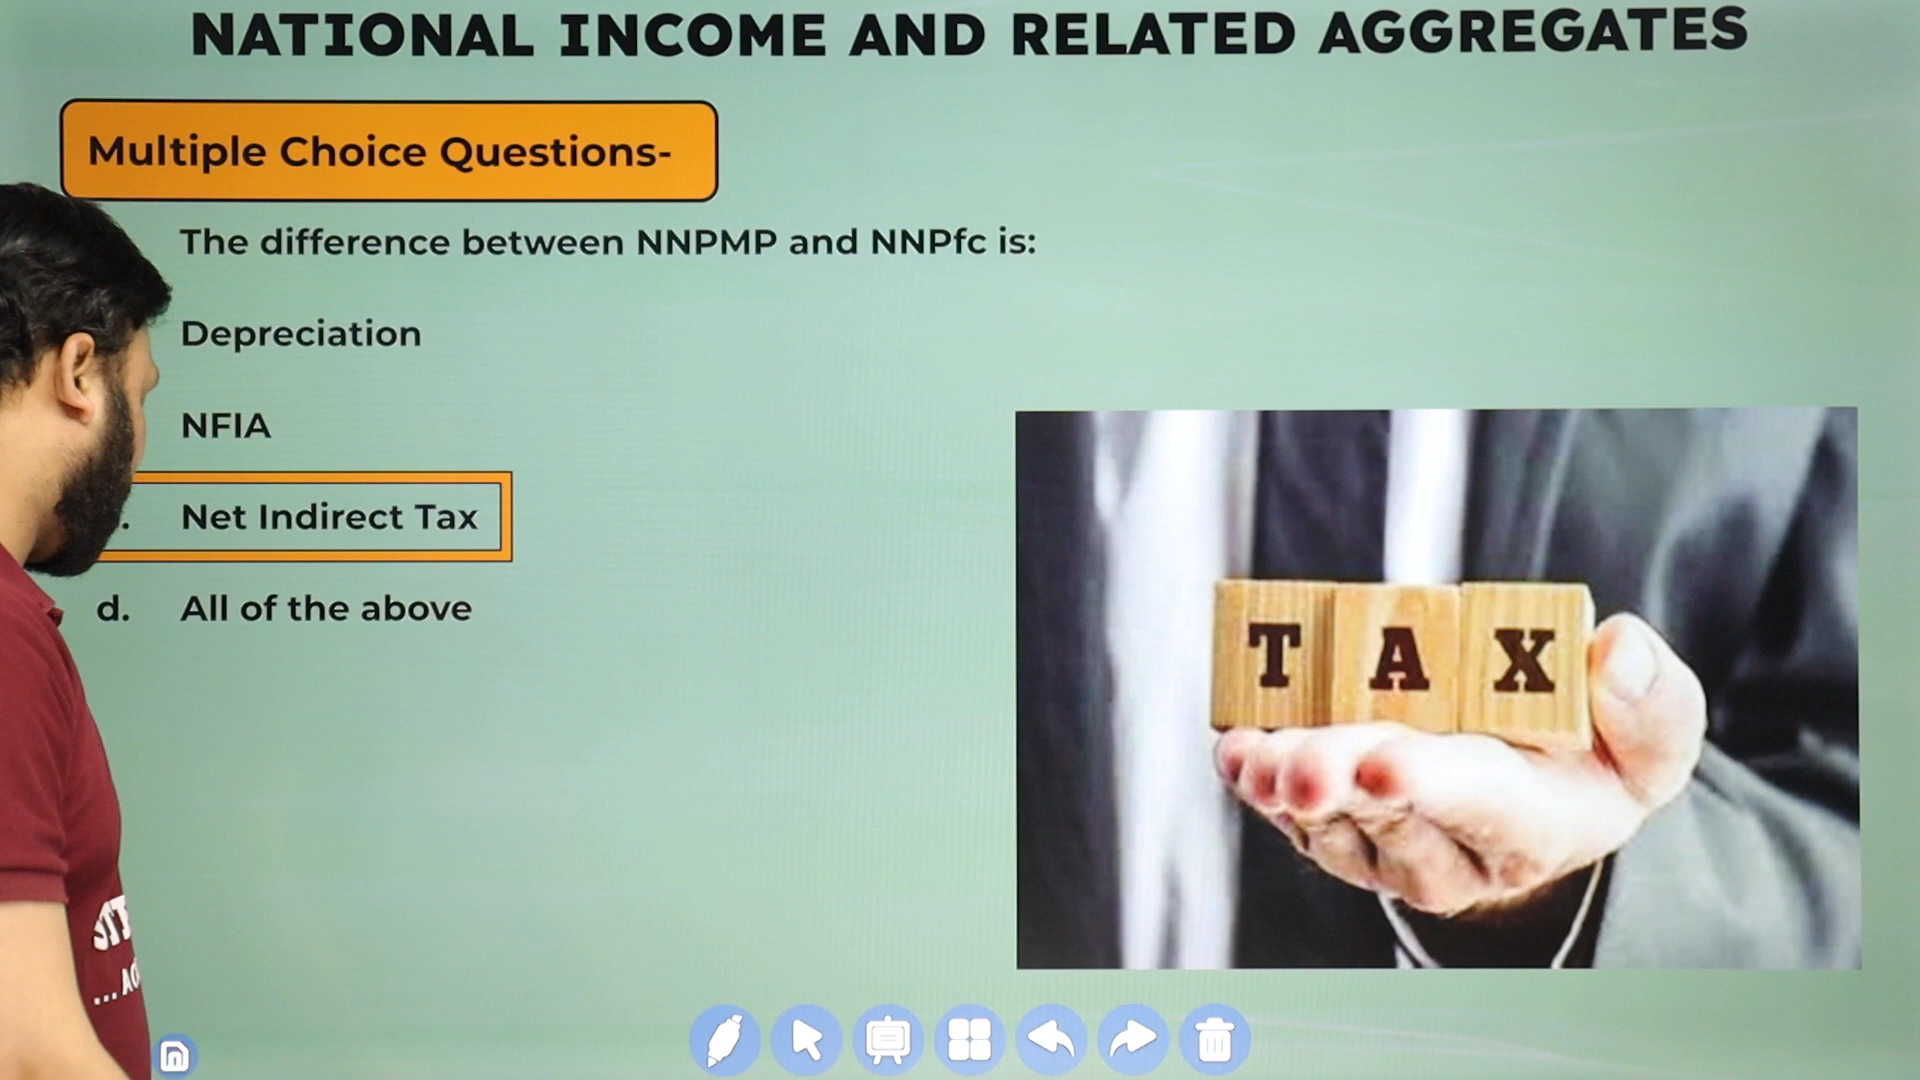 NATIONAL INCOME AND RELATED AGGREGATES
Multiple Choice Questions-
The difference between NNPMP and NNPfc is:
Depreciation
NFIA
. Net Indirect Tax
d. All of the above
T A X